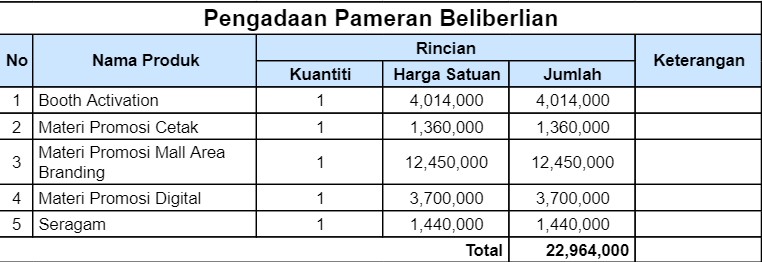 Pengadaan Pameran Beliberlian
No Nama Produk Rincian Keterangan
Kuantiti Harga Satuan Jumlah
1 Booth Activation 1 4,014,000 4,014,000
2 Materi Promosi Cetak 1 1,360,000 1,360,000
3 Materi Promosi Mall Area
Branding 1 12,450,000 12,450,000
4 Materi Promosi Digital 1 3,700,000 3,700,000
5 Seragam 1 1,440,000 1,440,000
Total 22,964,000